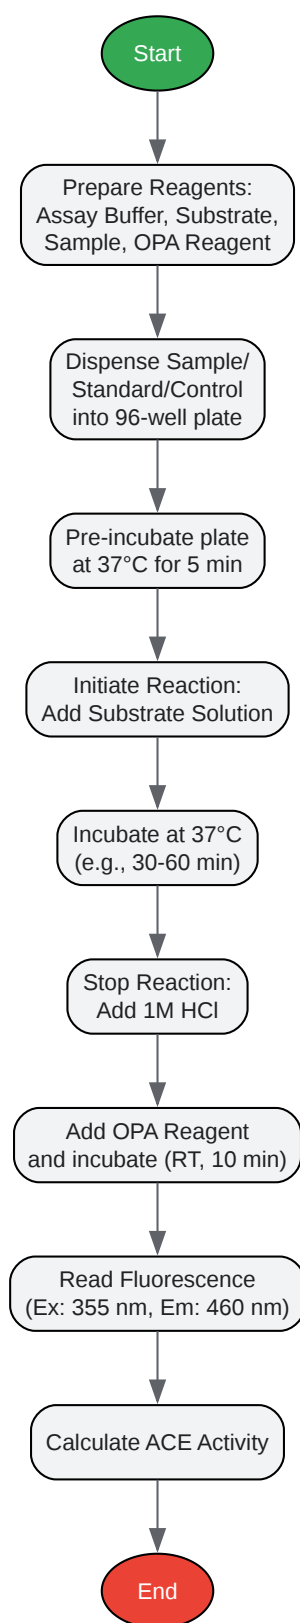 Start
Prepare Reagents:
Assay Buffer, Substrate,
Sample, OPA Reagent
Dispense Sample/
Standard/Control
into 96-well plate
Pre-incubate plate
at 37°C for 5 min
Initiate Reaction:
Add Substrate Solution
Incubate at 37°C
(e.g., 30-60 min)
Stop Reaction:
Add 1M HCl
Add OPA Reagent
and incubate (RT, 10 min)
Read Fluorescence
(Ex: 355 nm, Em: 460 nm)
Calculate ACE Activity
End